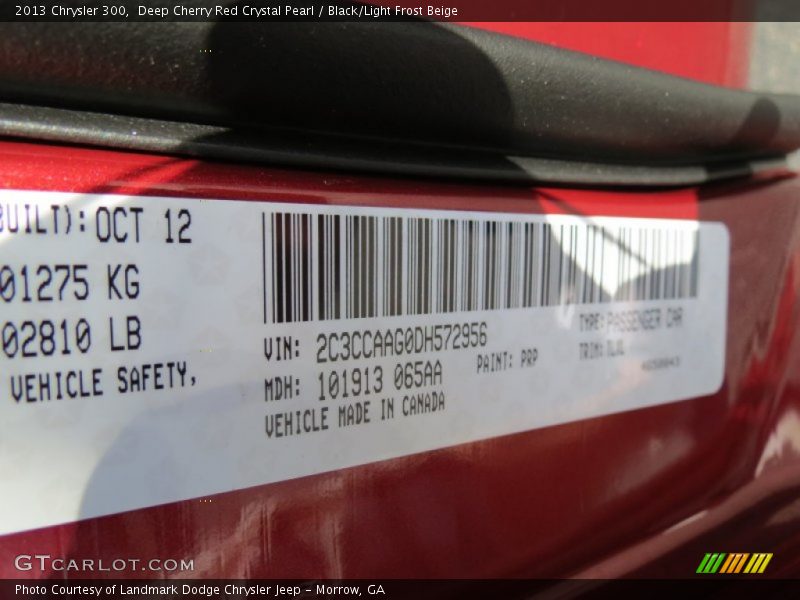 2013 Chrysler 300,  Deep Cherry Red Crystal Pearl / Black/Light Frost Beige
BUILT): OCT 12
01275 KG
02810 LB
VEHICLE SAFETY,
VIN: 2C3CCAAG0DH572956
MDH: 101913 065AA
PAINT: PRP
VEHICLE MADE IN CANADA
TYPE: PASSENGER CAR
TRIM:
GTCARLOT.COM
Photo Courtesy of Landmark Dodge Chrysler Jeep - Morrow, GA